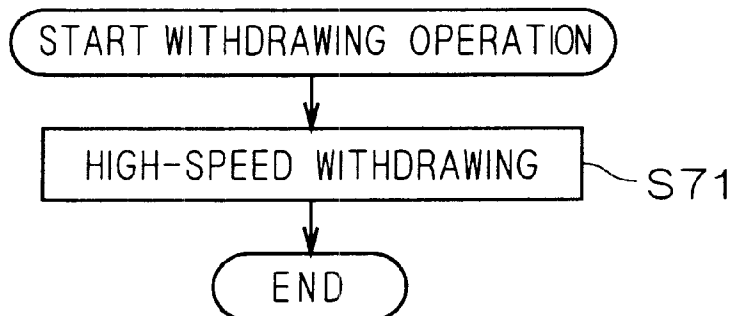 START WITHDRAWING OPERATION
HIGH-SPEED WITHDRAWING
S71
END